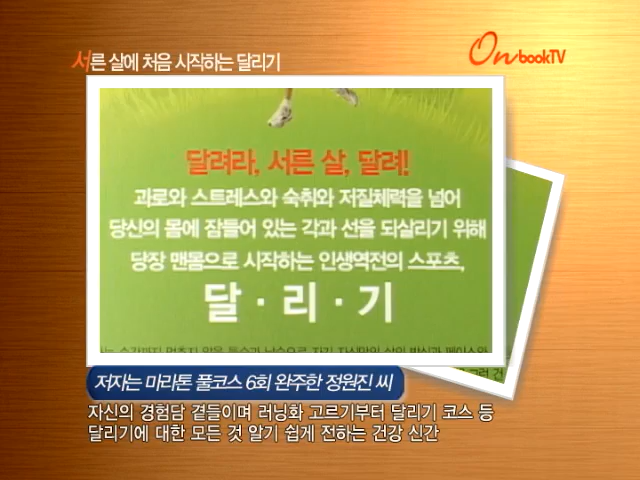 서른 살에 처음 시작하는 달리기
On bookTV
달려라, 서른 살, 달려!
과로와 스트레스와 숙취와 저질체력을 넘어
당신의 몸에 잠들어 있는 각과 선을 되살리기 위해
당장 맨몸으로 시작하는 인생역전의 스포츠,
달·리·기
저자는 마라톤 풀코스 6회 완주한 정원진 씨
자신의 경험담 곁들이며 러닝화 고르기부터 달리기 코스 등
달리기에 대한 모든 것 알기 쉽게 전하는 건강 신간